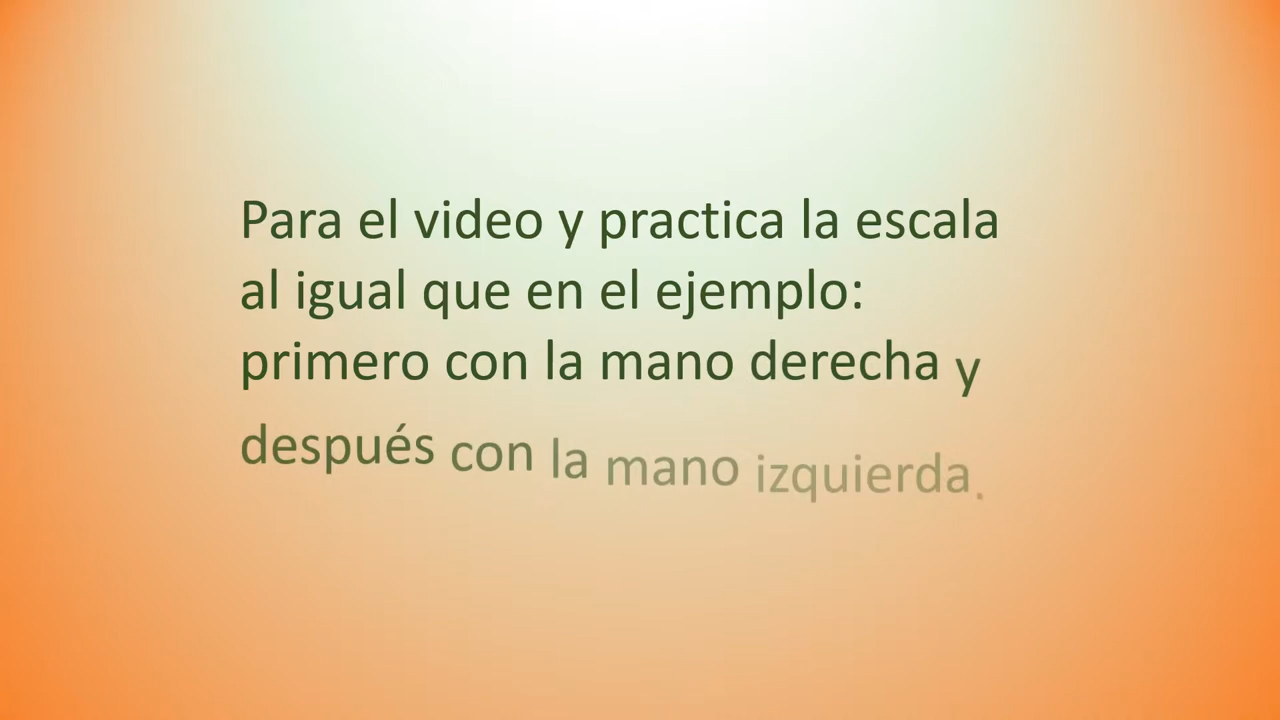 Para el video y practica la escala
al igual que en el ejemplo:
primero con la mano derecha y
después con la mano izquierda.